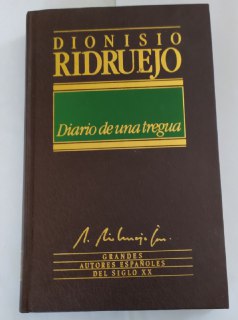 DIONISIO
RIDRUEJO
Diario de una tregua
GRANDES
AUTORES ESPAÑOLES
DEL SIGLO XX